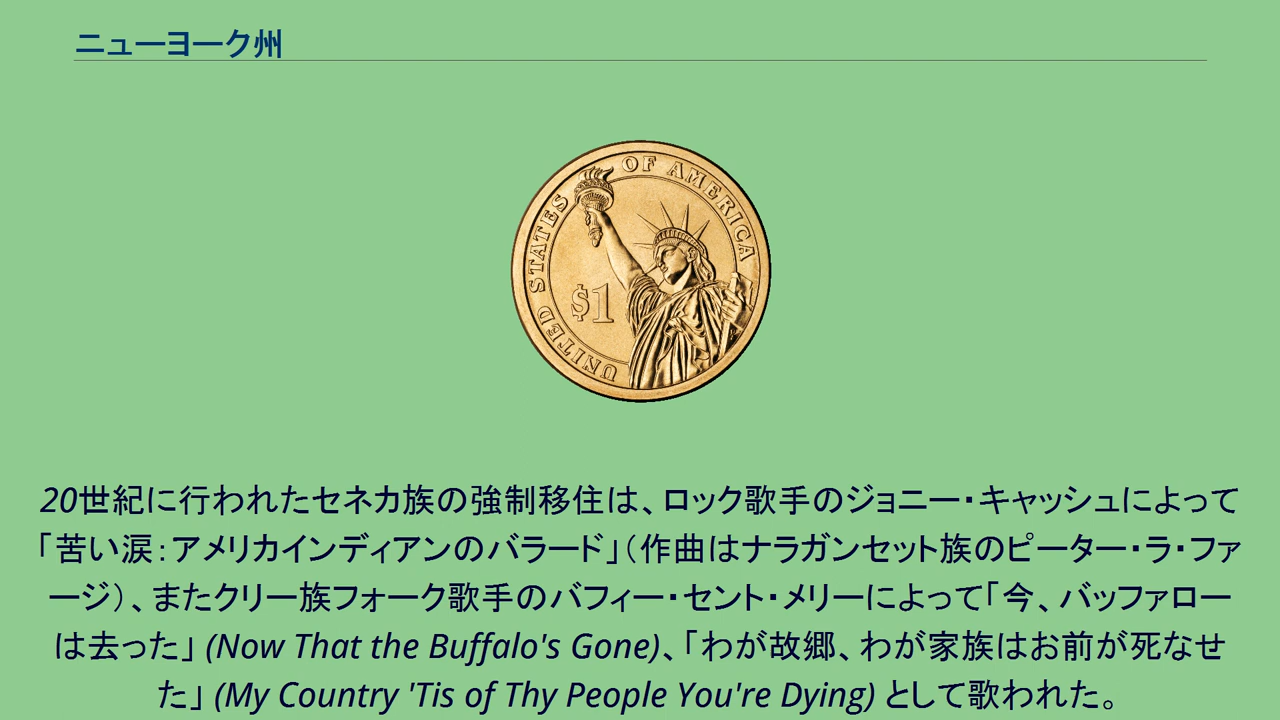 ニューヨーク州
UNITED STATES OF AMERICA
$1
20世紀に行われたセネカ族の強制移住は、ロック歌手のジョニー・キャッシュによって
「苦い涙：アメリカインディアンのバラード」（作曲はナラガンセット族のピーター・ラ・ファ
ージ）、またクリー族フォーク歌手のバフィー・セント・メリーによって「今、バッファロー
は去った」 (Now That the Buffalo's Gone)、「わが故郷、わが家族はお前が死なせ
た」 (My Country 'Tis of Thy People You're Dying) として歌われた。